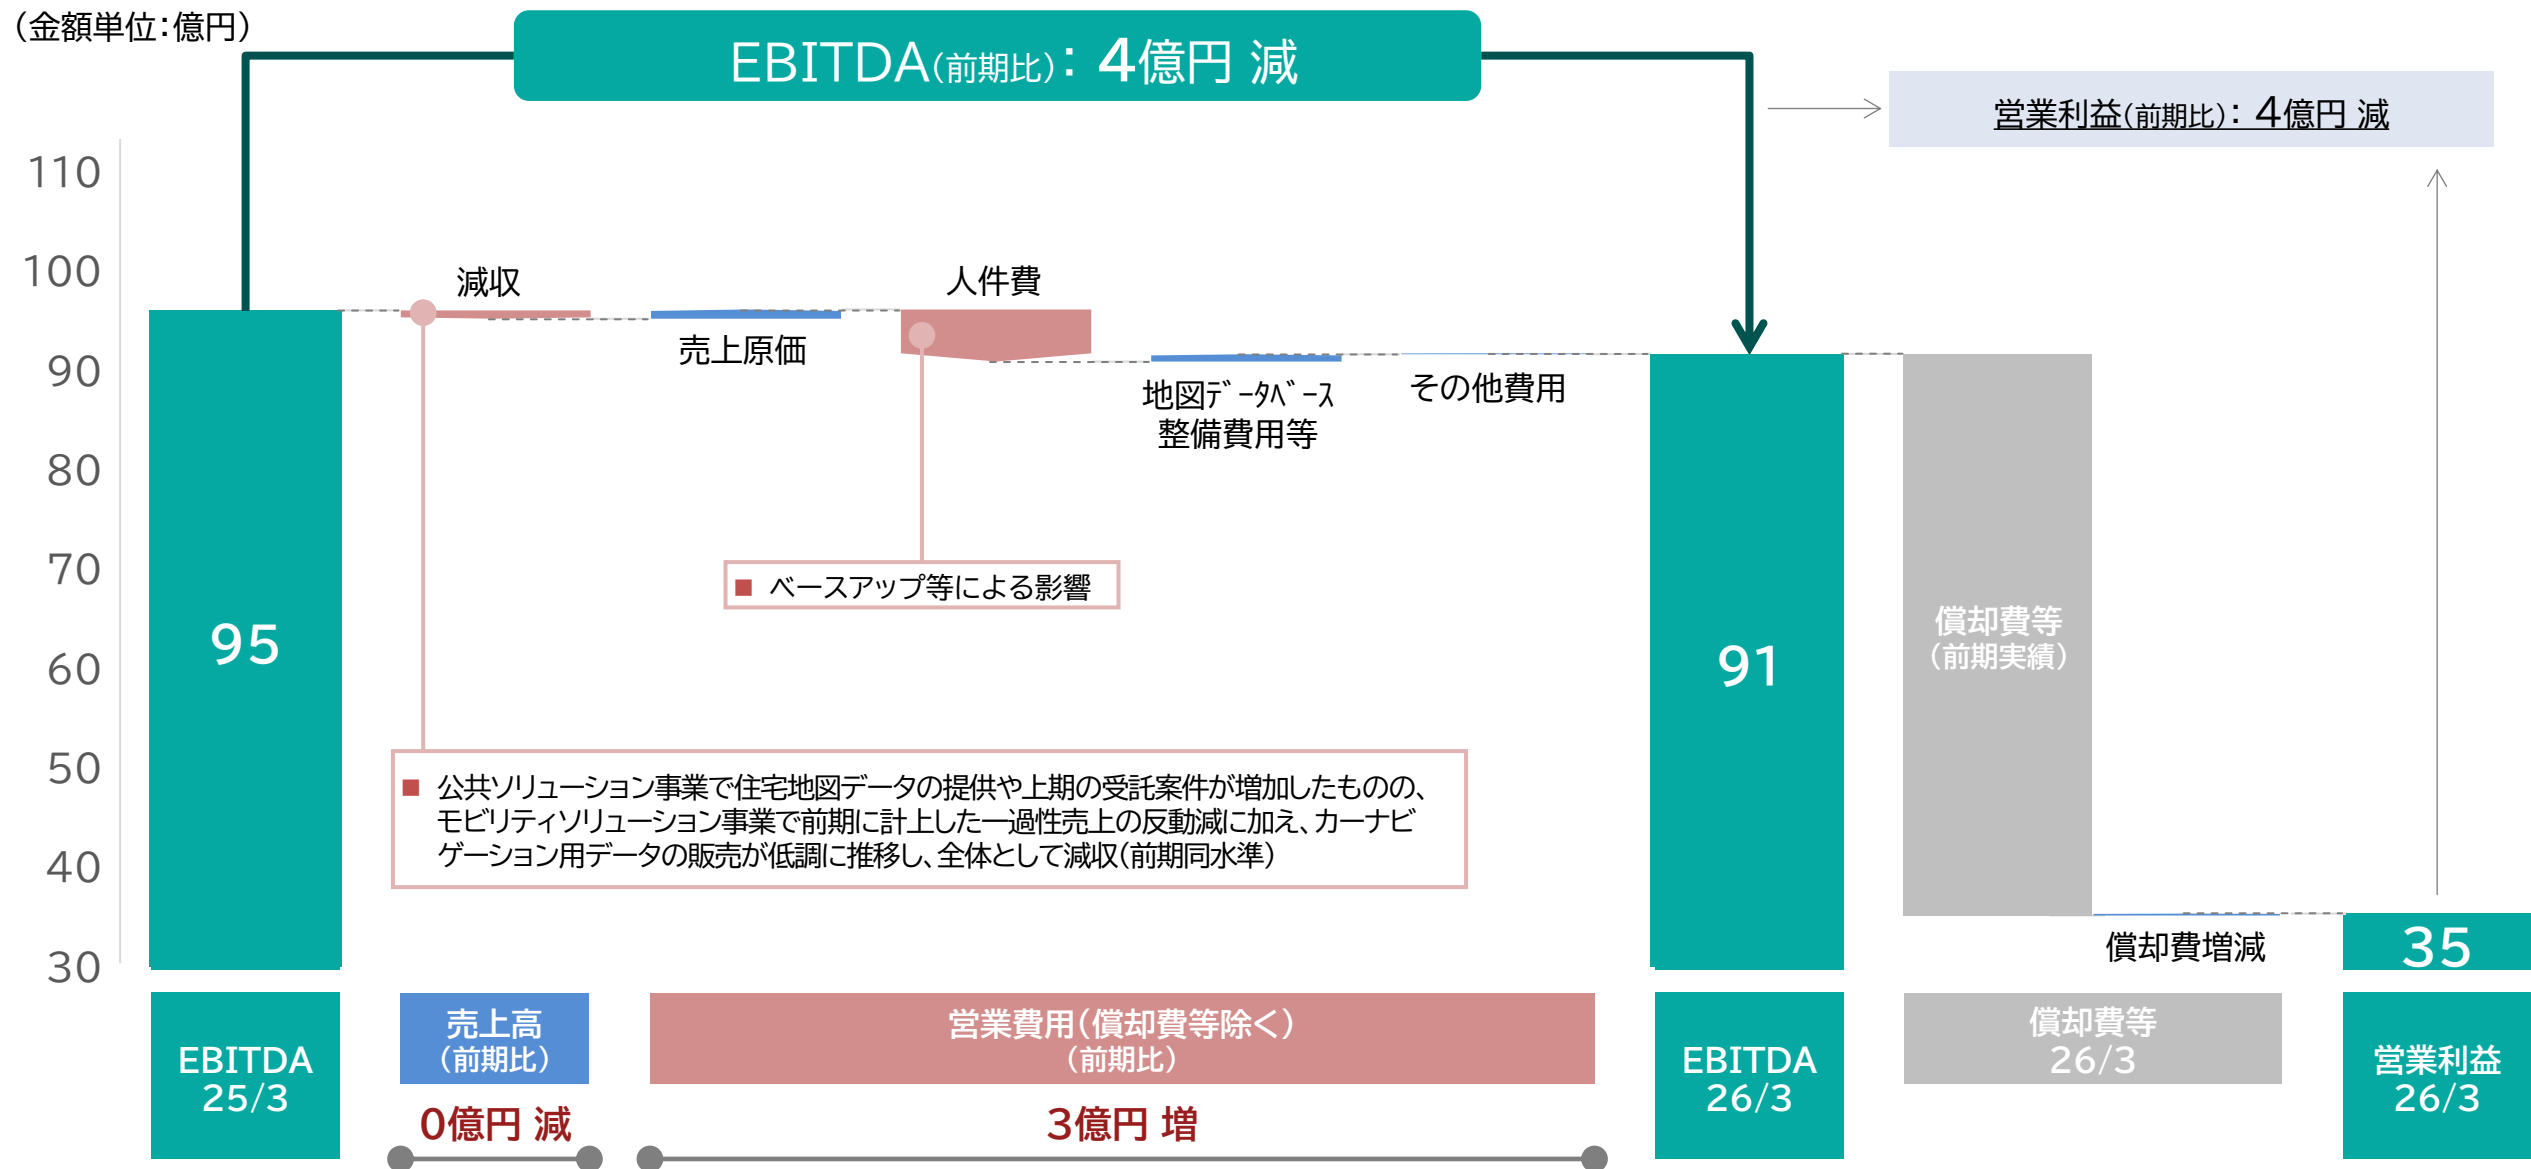 （金額単位：億円）
EBITDA（前期比）： 4億円 減
営業利益（前期比）： 4億円 減
110
100
90
80
70
60
50
40
30
減収
売上原価
人件費
地図ﾃﾞｰﾀﾍﾞｰｽ
整備費用等
その他費用
償却費等
（前期実績）
償却費増減
95
91
35
■ ベースアップ等による影響
■ 公共ソリューション事業で住宅地図データの提供や上期の受託案件が増加したものの、
モビリティソリューション事業で前期に計上した一過性売上の反動減に加え、カーナビ
ゲーション用データの販売が低調に推移し、全体として減収（前期同水準）
EBITDA
25/3
売上高
（前期比）
0億円 減
営業費用（償却費等除く）
（前期比）
3億円 増
EBITDA
26/3
償却費等
26/3
営業利益
26/3